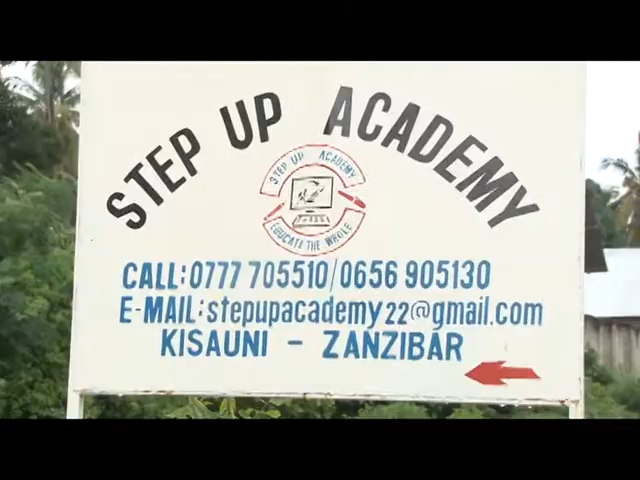 STEP UP ACADEMY
STEP UP ACADEMY
EDUCATE THE WHOLE
CALL:0777 705510/0656 905130
E-MAIL:stepupacademy22@gmail.com
KISAUNI - ZANZIBAR